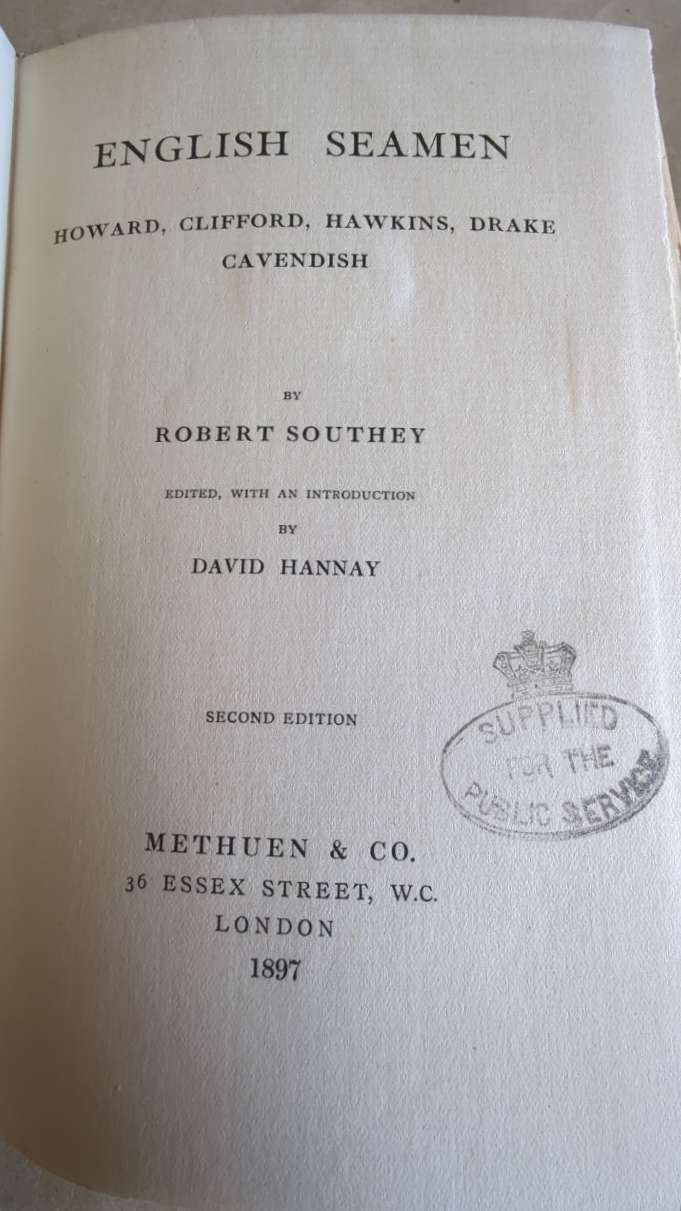 ENGLISH SEAMEN
HOWARD, CLIFFORD, HAWKINS, DRAKE
CAVENDISH
BY
ROBERT SOUTHEY
EDITED, WITH AN INTRODUCTION
BY
DAVID HANNAY
SECOND EDITION
SUPPLIED
FOR THE
PUBLIC SERVICE
METHUEN & CO.
36 ESSEX STREET, W.C.
LONDON
1897